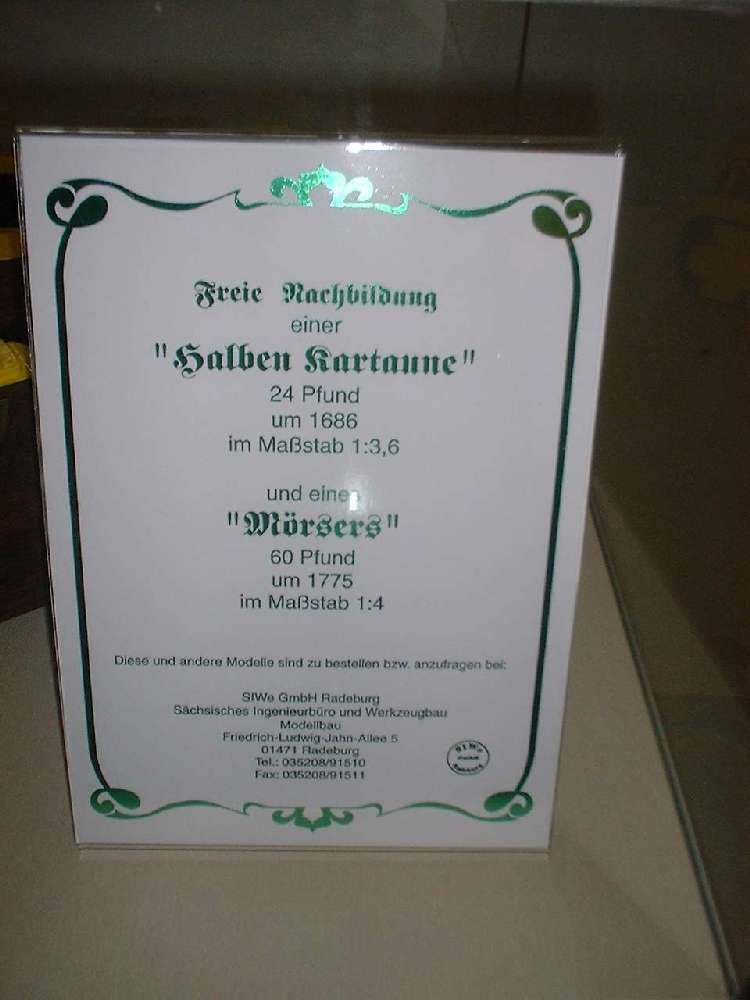 Freie Nachbildung
einer
"Halben Kartaune"
24 Pfund
um 1686
im Maßstab 1:3,6
und eines
"Mörsers"
60 Pfund
um 1775
im Maßstab 1:4
Diese und andere Modelle sind zu bestellen bzw. anzufragen bei:
SIWe GmbH Radeburg
Sächsisches Ingenieurbüro und Werkzeugbau
Modellbau
Friedrich-Ludwig-Jahn-Allee 5
01471 Radeburg
Tel.: 035208/91510
Fax: 035208/91511
SIWe
Radeburg